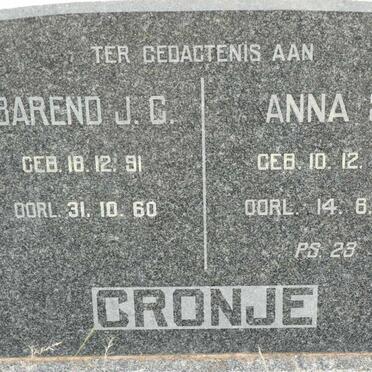 TER GEDAGTENIS AAN
BAREND J. C.
GEB. 18. 12. 91
OORL. 31. 10. 60
ANNA
GEB. 10. 12.
OORL. 14. 8.
PS. 23
CRONJE